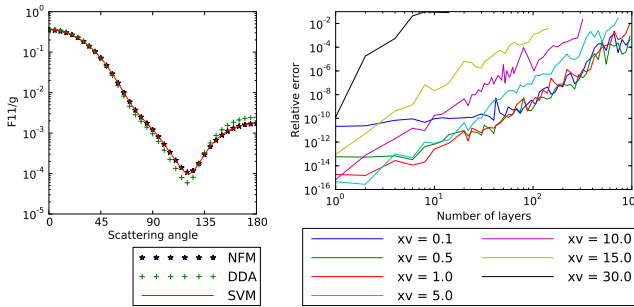 10^0
10^-1
10^-2
10^-3
10^-4
10^-5
F11/g
0 45 90 135 180
Scattering angle
NFM
DDA
SVM
10^-2
10^-4
10^-6
10^-8
10^-10
10^-12
10^-14
10^-16
Relative error
10^0 10^1 10^2 10^3
Number of layers
xv = 0.1
xv = 0.5
xv = 1.0
xv = 5.0
xv = 10.0
xv = 15.0
xv = 30.0